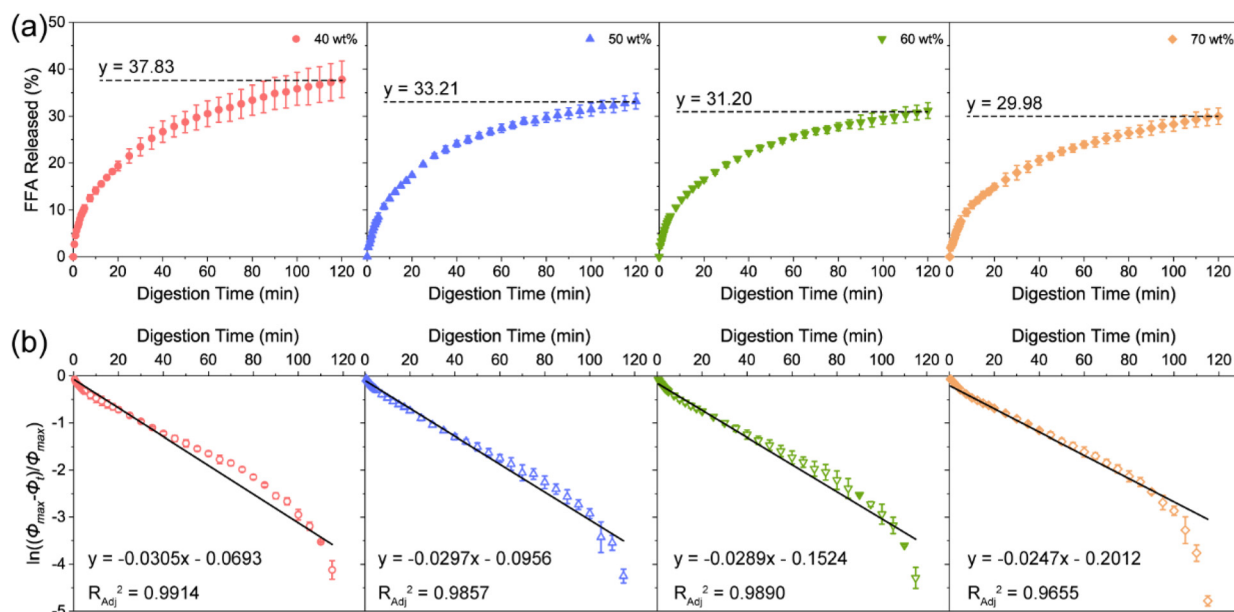 (a)
50
40
30
20
10
0
FFA Released (%)
40 wt%
y = 37.83
50 wt%
y = 33.21
60 wt%
y = 31.20
70 wt%
y = 29.98
0 20 40 60 80 100 120
0 20 40 60 80 100 120
0 20 40 60 80 100 120
0 20 40 60 80 100 120
Digestion Time (min)
Digestion Time (min)
Digestion Time (min)
Digestion Time (min)
(b)
Digestion Time (min)
Digestion Time (min)
Digestion Time (min)
Digestion Time (min)
0 20 40 60 80 100 120
0 20 40 60 80 100 120
0 20 40 60 80 100 120
0 20 40 60 80 100 120
0
-1
-2
-3
-4
-5
ln((Φmax-Φt)/Φmax)
y = -0.0305x - 0.0693
RAdj² = 0.9914
y = -0.0297x - 0.0956
RAdj² = 0.9857
y = -0.0289x - 0.1524
RAdj² = 0.9890
y = -0.0247x - 0.2012
RAdj² = 0.9655